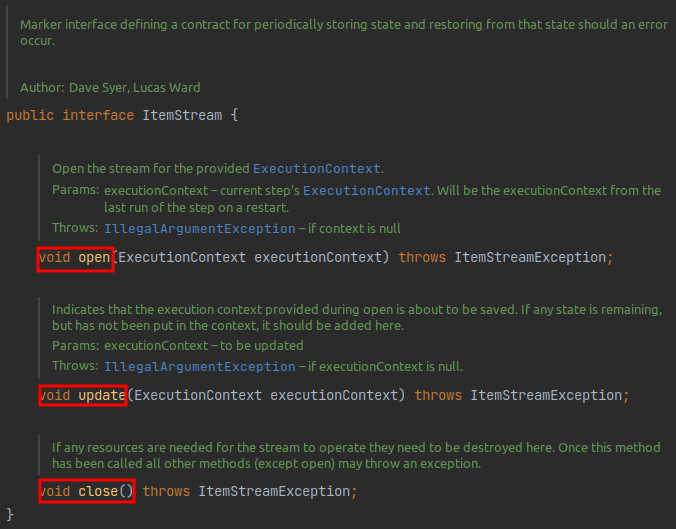 Marker interface defining a contract for periodically storing state and restoring from that state should an error
occur.
Author: Dave Syer, Lucas Ward
public interface ItemStream {
Open the stream for the provided ExecutionContext.
Params: executionContext – current step's ExecutionContext. Will be the executionContext from the
last run of the step on a restart.
Throws: IllegalArgumentException – if context is null
void open(ExecutionContext executionContext) throws ItemStreamException;
Indicates that the execution context provided during open is about to be saved. If any state is remaining,
but has not been put in the context, it should be added here.
Params: executionContext – to be updated
Throws: IllegalArgumentException – if executionContext is null.
void update(ExecutionContext executionContext) throws ItemStreamException;
If any resources are needed for the stream to operate they need to be destroyed here. Once this method
has been called all other methods (except open) may throw an exception.
void close() throws ItemStreamException;
}